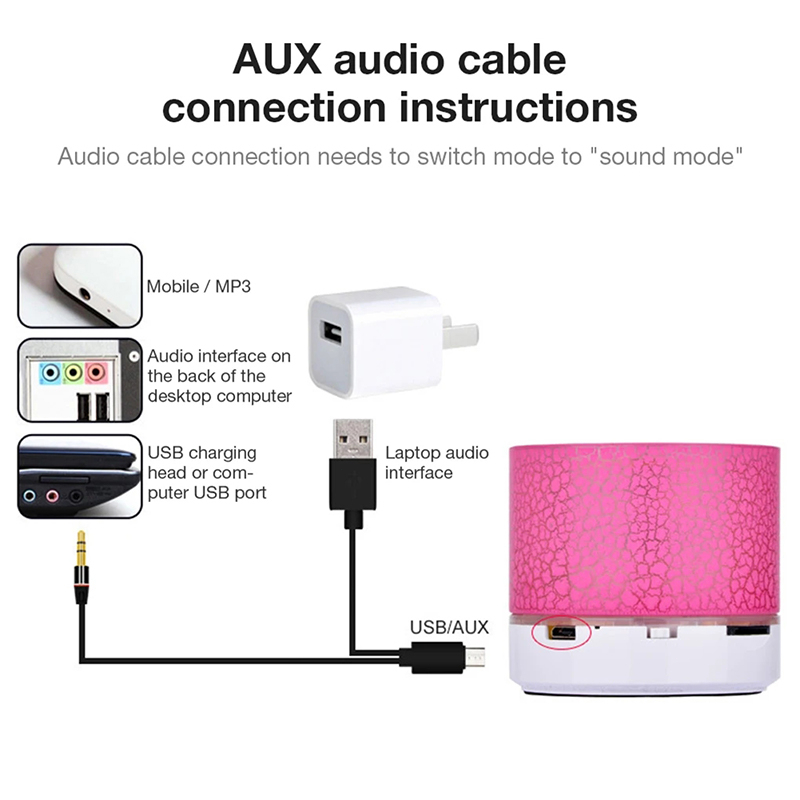 AUX audio cable
connection instructions
Audio cable connection needs to switch mode to "sound mode"
Mobile / MP3
Audio interface on
the back of the
desktop computer
USB charging
head or com-
puter USB port
Laptop audio
interface
USB/AUX